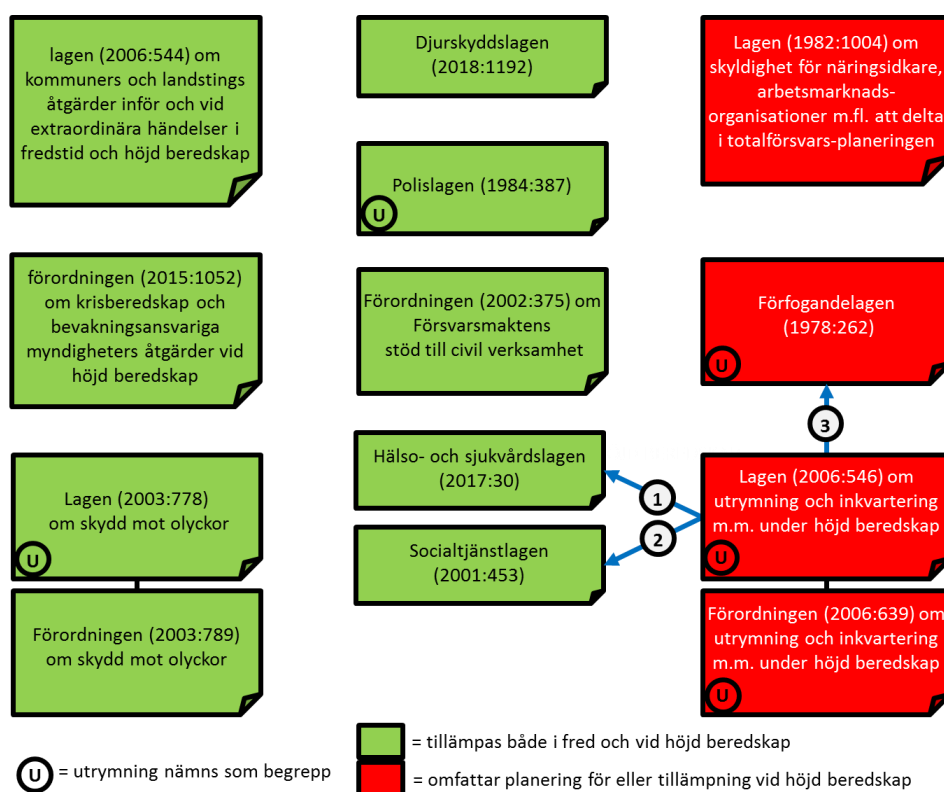 lagen (2006:544) om
kommuners och landstings
åtgärder inför och vid
extraordinära händelser i
fredstid och höjd beredskap
Djurskyddslagen
(2018:1192)
Lagen (1982:1004) om
skyldighet för näringsidkare,
arbetsmarknads-
organisationer m.fl. att delta
i totalförsvars-planeringen
Polislagen (1984:387)
U
förordningen (2015:1052)
om krisberedskap och
bevakningsansvariga
myndigheters åtgärder vid
höjd beredskap
Förordningen (2002:375) om
Försvarsmaktens
stöd till civil verksamhet
Förfogandelagen
(1978:262)
U
3
Lagen (2003:778)
om skydd mot olyckor
U
Hälso- och sjukvårdslagen
(2017:30)
1
2
Socialtjänstlagen
(2001:453)
Lagen (2006:546) om
utrymning och inkvartering
m.m. under höjd beredskap
U
Förordningen (2003:789)
om skydd mot olyckor
Förordningen (2006:639) om
utrymning och inkvartering
m.m. under höjd beredskap
U
U = utrymning nämns som begrepp
= tillämpas både i fred och vid höjd beredskap
= omfattar planering för eller tillämpning vid höjd beredskap